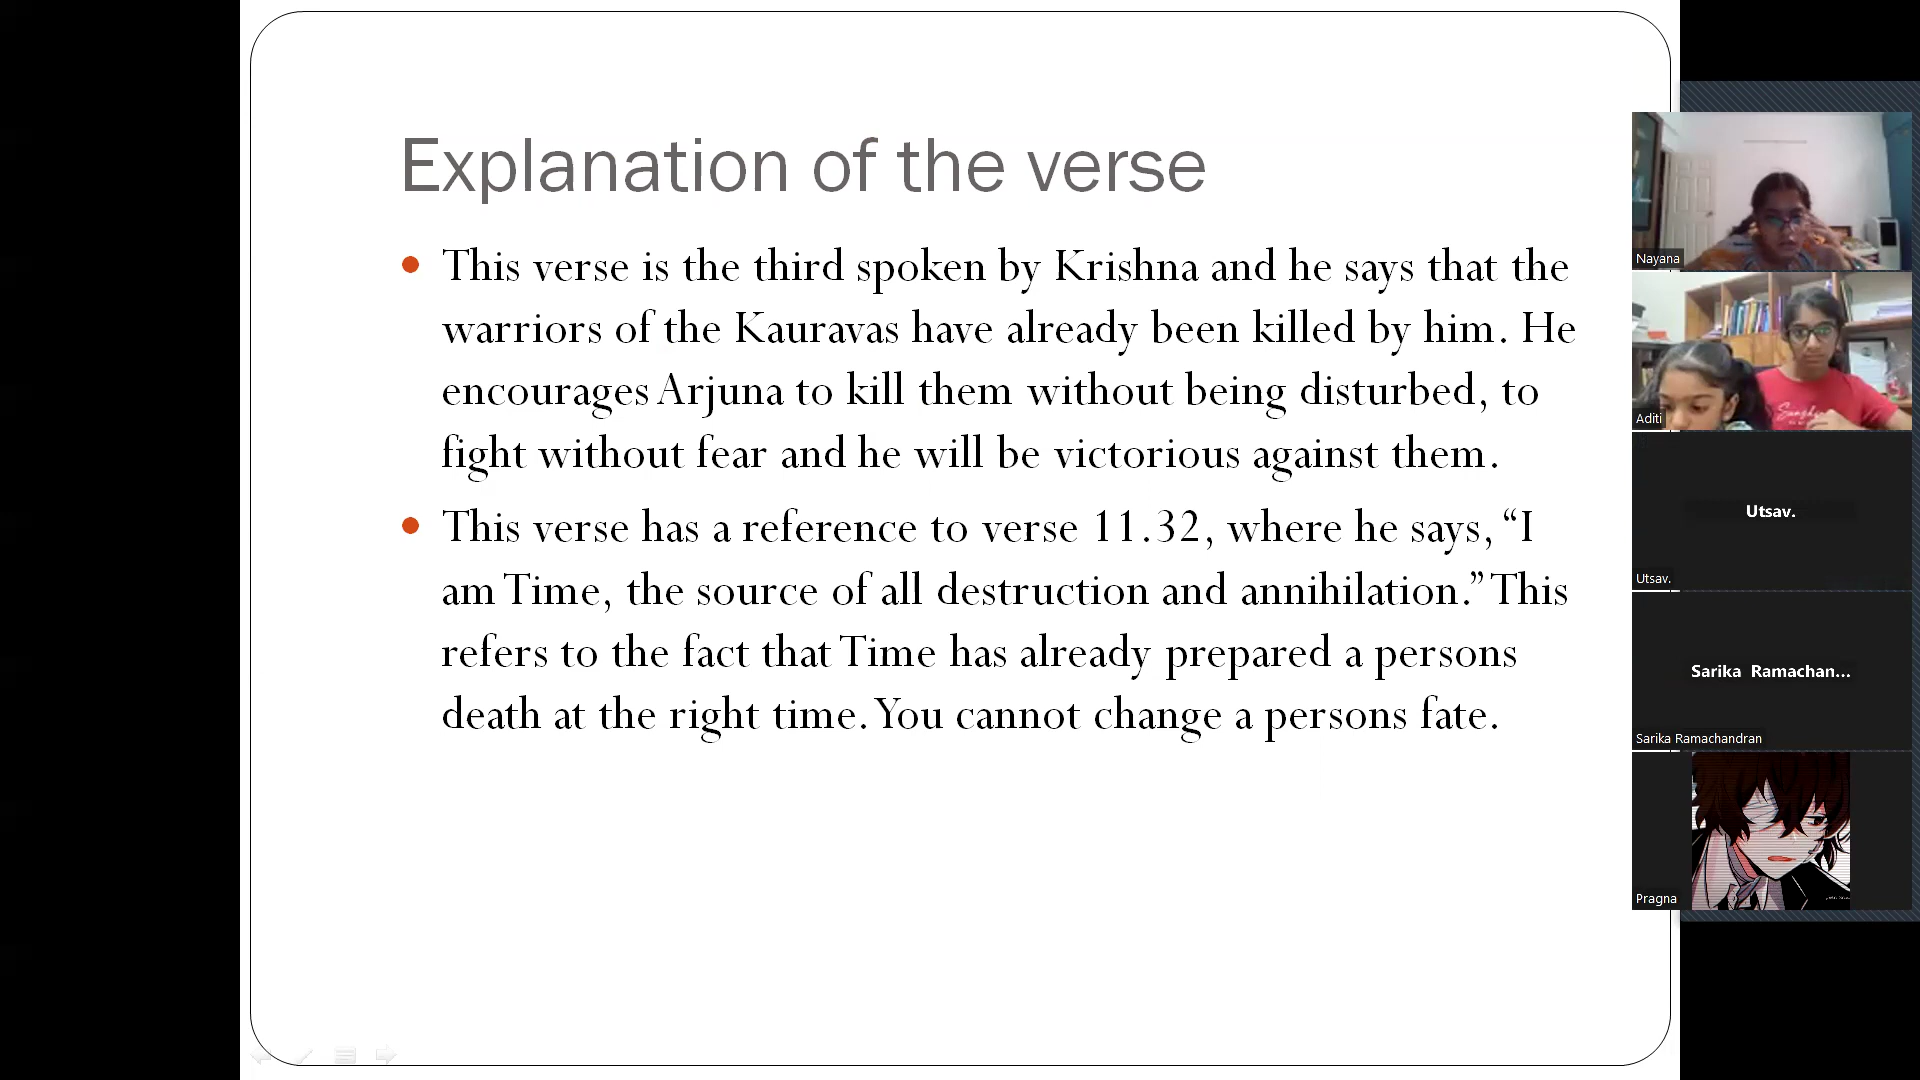 Explanation of the verse
This verse is the third spoken by Krishna and he says that the
warriors of the Kauravas have already been killed by him. He
encourages Arjuna to kill them without being disturbed, to
fight without fear and he will be victorious against them.
This verse has a reference to verse 11.32, where he says, “I
am Time, the source of all destruction and annihilation.” This
refers to the fact that Time has already prepared a persons
death at the right time. You cannot change a persons fate.
Nayana
Aditi
Utsav.
Utsav.
Sarika Ramachan...
Sarika Ramachandran
Pragna